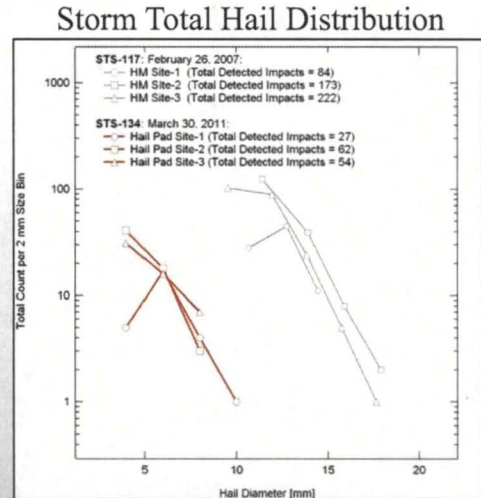 Storm Total Hail Distribution
STS-117: February 26, 2007:
HM Site-1 (Total Detected Impacts = 84)
HM Site-2 (Total Detected Impacts = 173)
HM Site-3 (Total Detected Impacts = 222)
STS-134: March 30, 2011:
Hail Pad Site-1 (Total Detected Impacts = 27)
Hail Pad Site-2 (Total Detected Impacts = 62)
Hail Pad Site-3 (Total Detected Impacts = 54)
Total Count per 2 mm Size Bin
1000
100
10
1
5 10 15 20
Hail Diameter [mm]